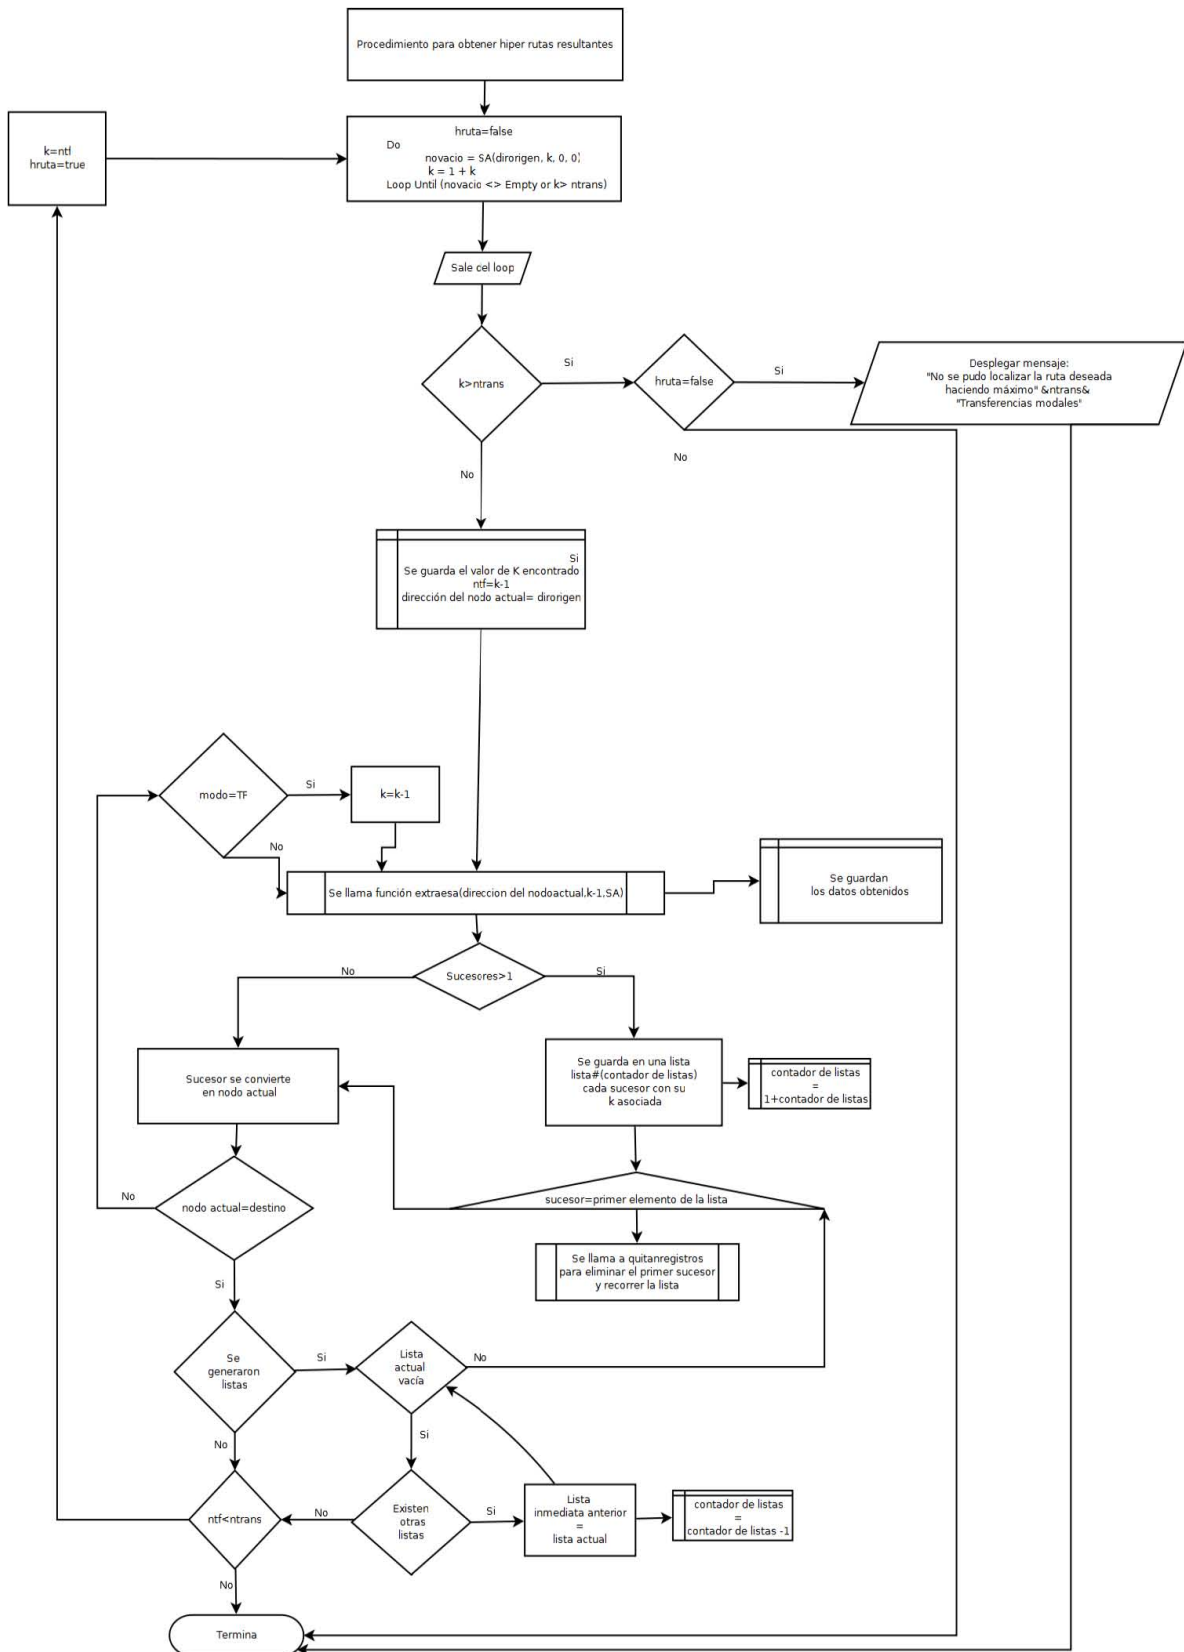 Procedimiento para obtener hiper rutas resultantes
k=ntf
hruta=true
hruta=false
Do
novacio = SA(dirorigen, k, 0, 0)
k = 1 + k
Loop Until (novacio <> Empty or k> ntrans)
Sale del loop
k>ntrans
Si
hruta=false
Si
Desplegar mensaje:
"No se pudo localizar la ruta deseada
haciendo máximo" &ntrans&
"Transferencias modales"
No
No
Si
Se guarda el valor de K encontrado
ntf=k-1
dirección del nodo actual= dirorigen
modo=TF
Si
k=k-1
No
Se llama función extraesa(direccion del nodoactual,k-1,SA)
Se guardan
los datos obtenidos
Sucesores>1
No
Si
Sucesor se convierte
en nodo actual
Se guarda en una lista
lista#(contador de listas)
cada sucesor con su
k asociada
contador de listas
=
1+contador de listas
No
nodo actual=destino
sucesor=primer elemento de la lista
Se llama a quitanregistros
para eliminar el primer sucesor
y recorrer la lista
Si
Se
generaron
listas
Si
Lista
actual
vacía
No
No
Si
ntf<ntrans
No
Existen
otras
listas
Si
Lista
inmediata anterior
=
lista actual
contador de listas
=
contador de listas -1
No
Termina